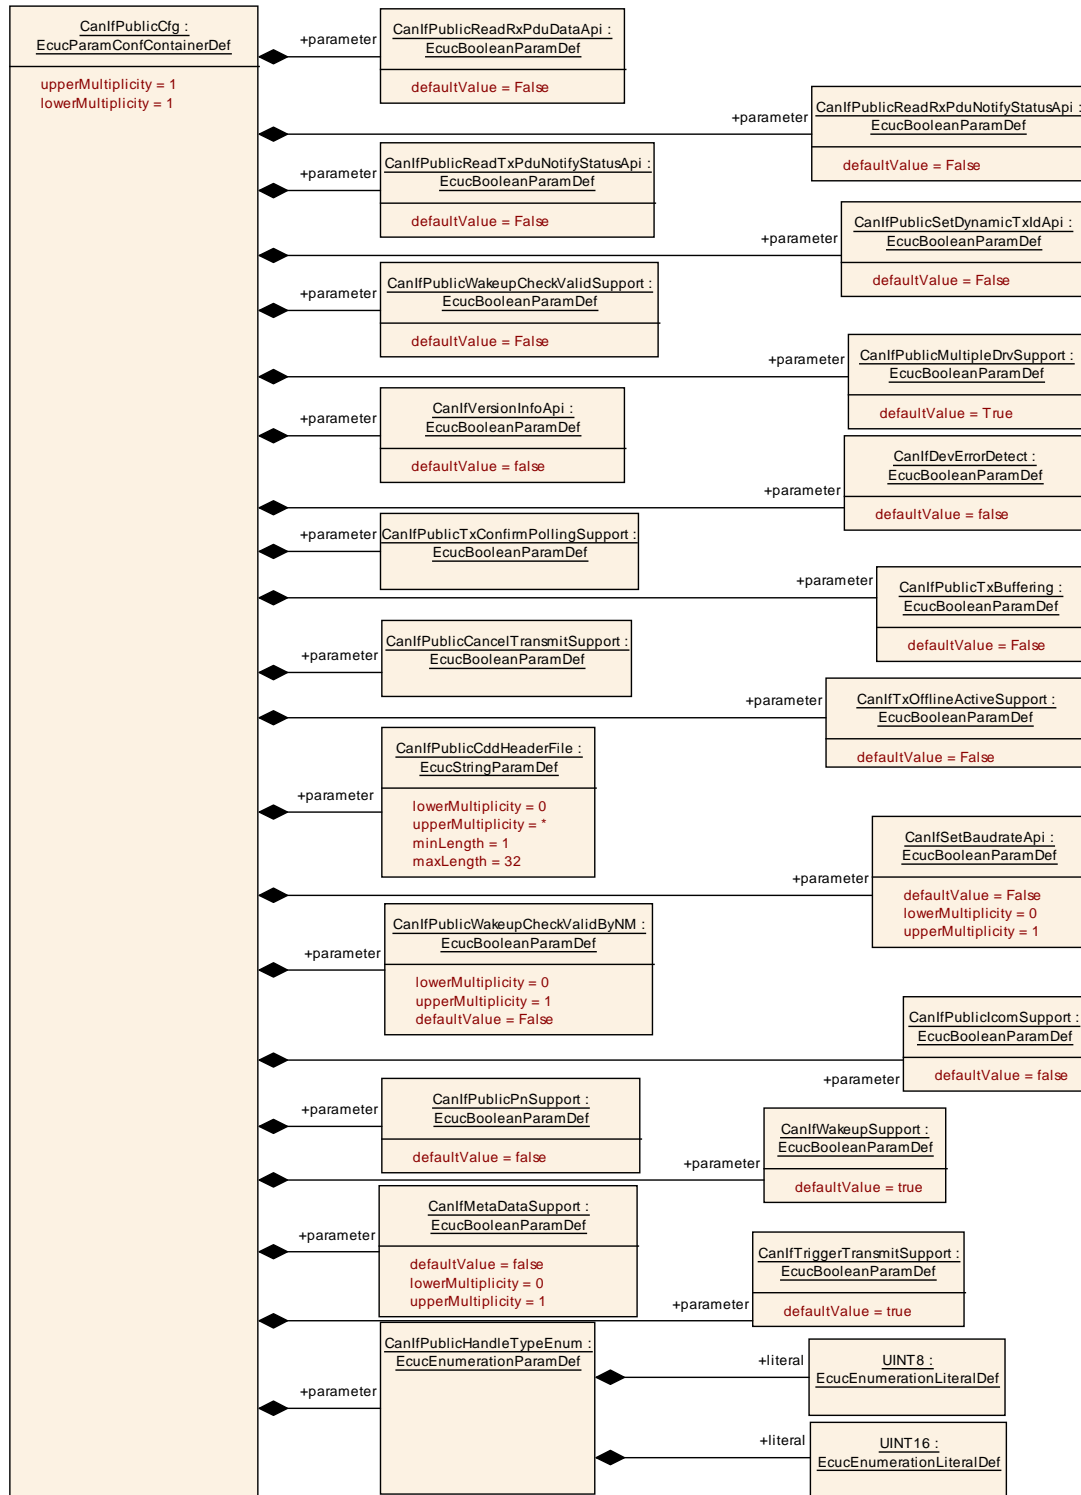 CanIfPublicCfg :
EcucParamConfContainerDef
upperMultiplicity = 1
lowerMultiplicity = 1
+parameter
CanIfPublicReadRxPduDataApi :
EcucBooleanParamDef
defaultValue = False
+parameter
CanIfPublicReadRxPduNotifyStatusApi :
EcucBooleanParamDef
defaultValue = False
+parameter
CanIfPublicReadTxPduNotifyStatusApi :
EcucBooleanParamDef
defaultValue = False
+parameter
CanIfPublicSetDynamicTxIdApi :
EcucBooleanParamDef
defaultValue = False
+parameter
CanIfPublicWakeupCheckValidSupport :
EcucBooleanParamDef
defaultValue = False
+parameter
CanIfPublicMultipleDrvSupport :
EcucBooleanParamDef
defaultValue = True
+parameter
CanIfVersionInfoApi :
EcucBooleanParamDef
defaultValue = false
+parameter
CanIfDevErrorDetect :
EcucBooleanParamDef
defaultValue = false
+parameter
CanIfPublicTxConfirmPollingSupport :
EcucBooleanParamDef
+parameter
CanIfPublicTxBuffering :
EcucBooleanParamDef
defaultValue = False
+parameter
CanIfPublicCancelTransmitSupport :
EcucBooleanParamDef
+parameter
CanIfTxOfflineActiveSupport :
EcucBooleanParamDef
defaultValue = False
+parameter
CanIfPublicCddHeaderFile :
EcucStringParamDef
lowerMultiplicity = 0
upperMultiplicity = *
minLength = 1
maxLength = 32
+parameter
CanIfSetBaudrateApi :
EcucBooleanParamDef
defaultValue = False
lowerMultiplicity = 0
upperMultiplicity = 1
+parameter
CanIfPublicWakeupCheckValidByNM :
EcucBooleanParamDef
lowerMultiplicity = 0
upperMultiplicity = 1
defaultValue = False
+parameter
CanIfPublicIcomSupport :
EcucBooleanParamDef
defaultValue = false
+parameter
CanIfPublicPnSupport :
EcucBooleanParamDef
defaultValue = false
+parameter
CanIfWakeupSupport :
EcucBooleanParamDef
defaultValue = true
+parameter
CanIfMetaDataSupport :
EcucBooleanParamDef
defaultValue = false
lowerMultiplicity = 0
upperMultiplicity = 1
+parameter
CanIfTriggerTransmitSupport :
EcucBooleanParamDef
defaultValue = true
+parameter
CanIfPublicHandleTypeEnum :
EcucEnumerationParamDef
+literal
UINT8 :
EcucEnumerationLiteralDef
+literal
UINT16 :
EcucEnumerationLiteralDef